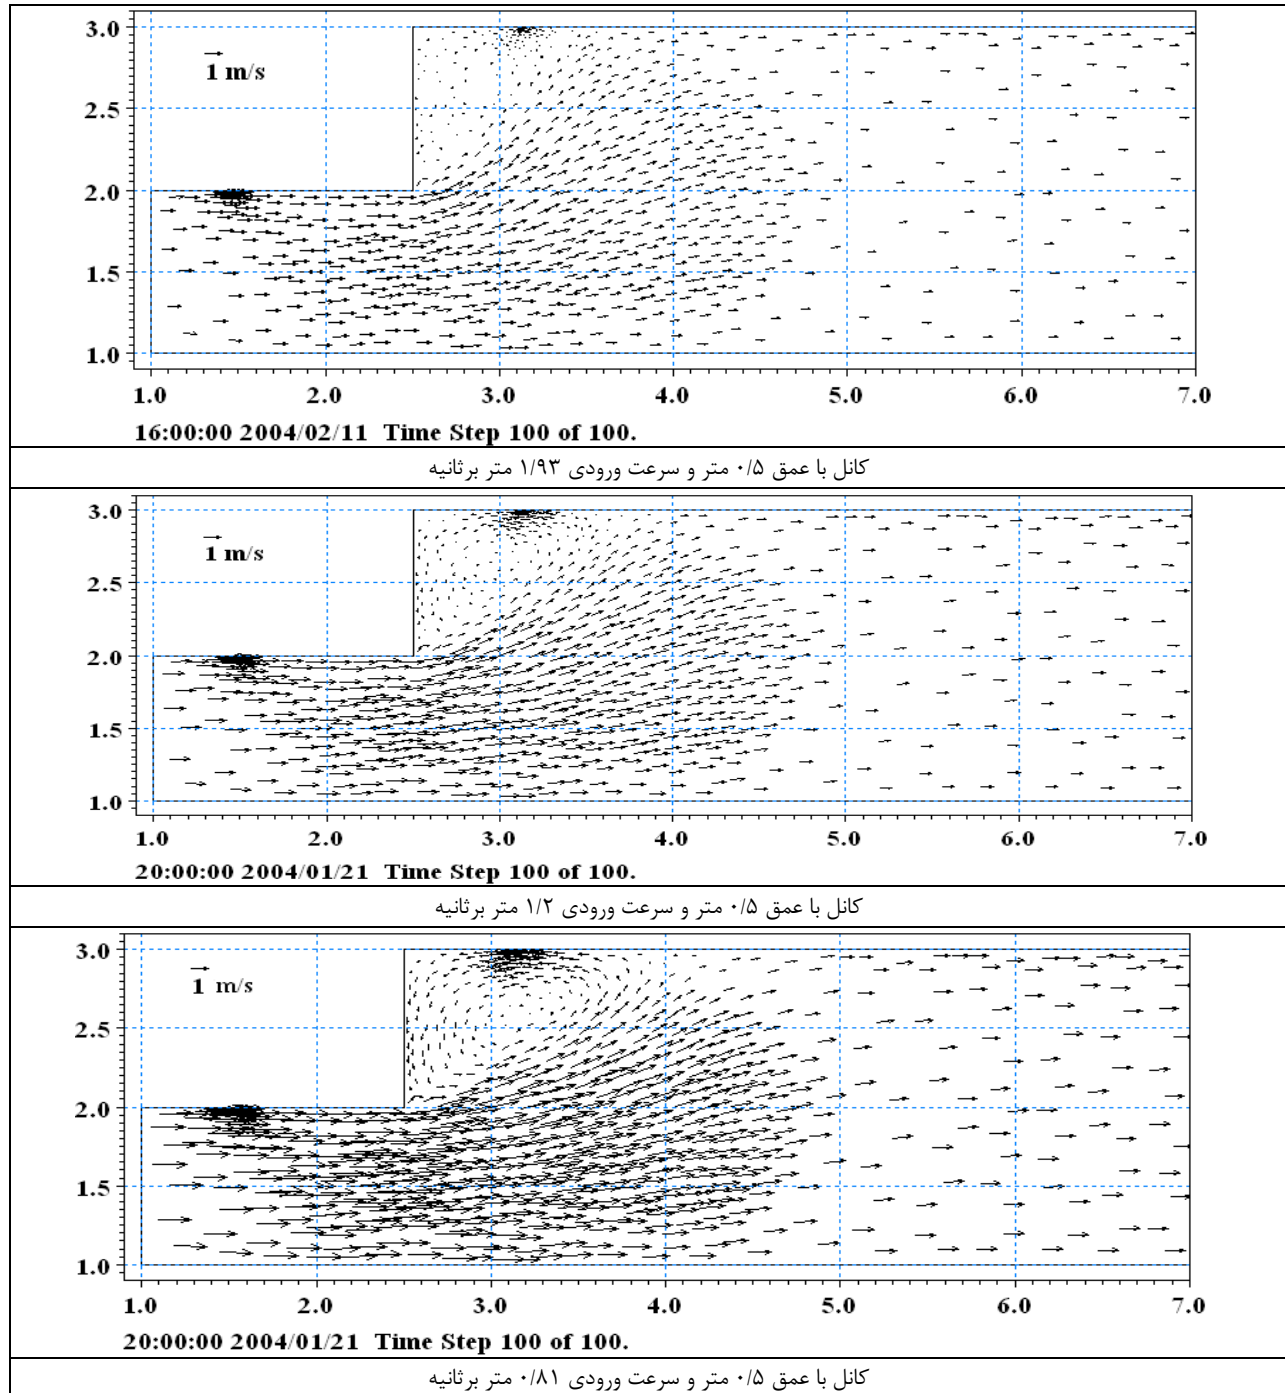 3.0
1 m/s
2.5
2.0
1.5
1.0
1.0 2.0 3.0 4.0 5.0 6.0 7.0
16:00:00 2004/02/11 Time Step 100 of 100.
کانل با عمق ۰/۵ متر و سرعت ورودی ۱/۹۳ متر برثانیه
3.0
1 m/s
2.5
2.0
1.5
1.0
1.0 2.0 3.0 4.0 5.0 6.0 7.0
20:00:00 2004/01/21 Time Step 100 of 100.
کانل با عمق ۰/۵ متر و سرعت ورودی ۱/۲ متر برثانیه
3.0
1 m/s
2.5
2.0
1.5
1.0
1.0 2.0 3.0 4.0 5.0 6.0 7.0
20:00:00 2004/01/21 Time Step 100 of 100.
کانل با عمق ۰/۵ متر و سرعت ورودی ۰/۸۱ متر برثانیه